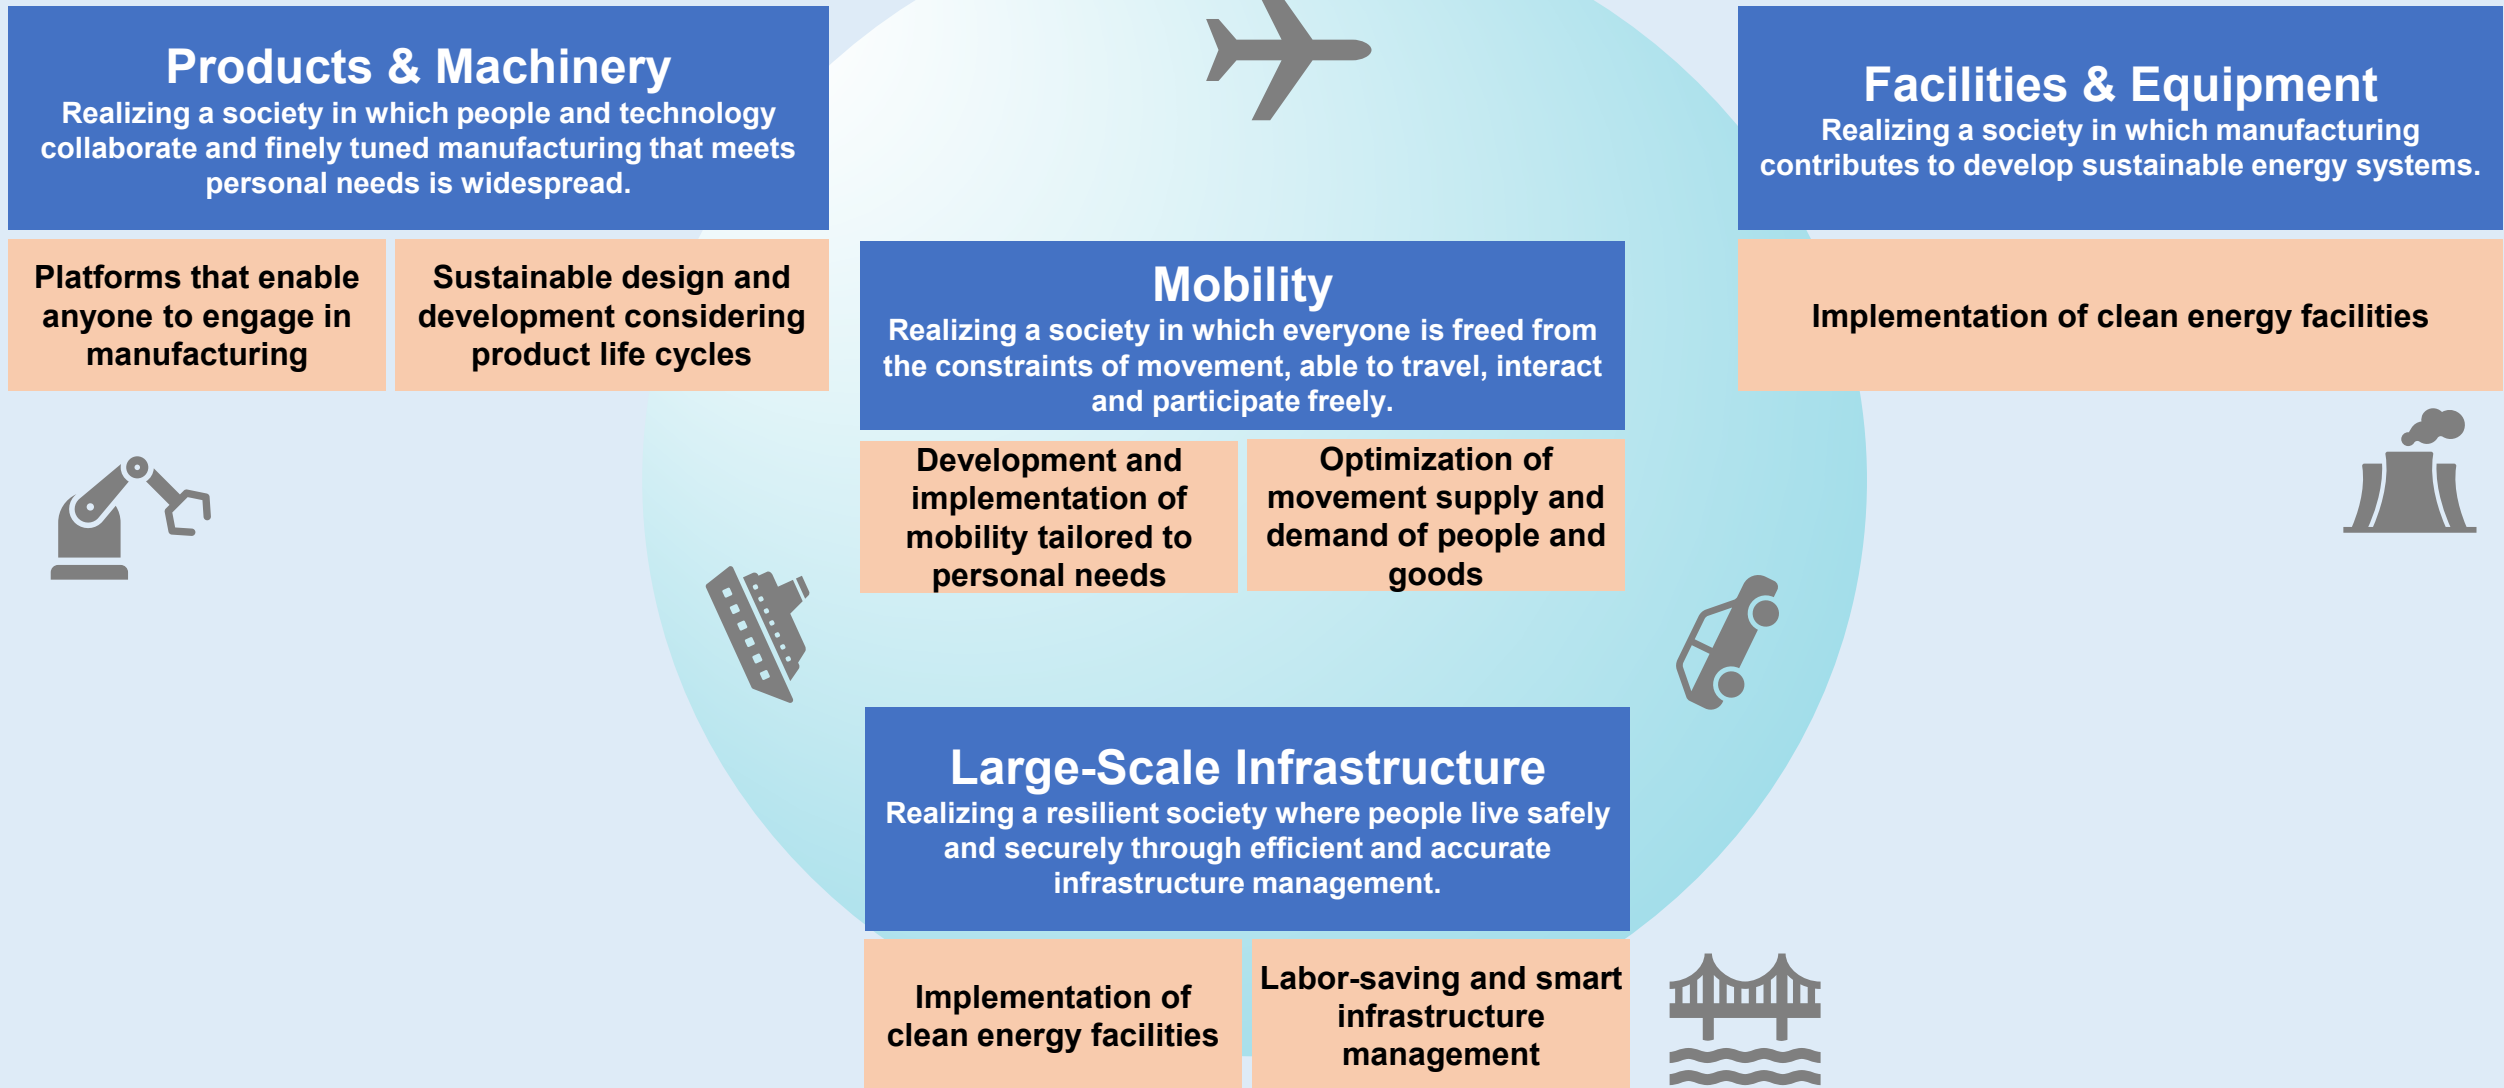 Products & Machinery
Realizing a society in which people and technology
collaborate and finely tuned manufacturing that meets
personal needs is widespread.
Platforms that enable
anyone to engage in
manufacturing
Sustainable design and
development considering
product life cycles
Mobility
Realizing a society in which everyone is freed from
the constraints of movement, able to travel, interact
and participate freely.
Development and
implementation of
mobility tailored to
personal needs
Optimization of
movement supply and
demand of people and
goods
Facilities & Equipment
Realizing a society in which manufacturing
contributes to develop sustainable energy systems.
Implementation of clean energy facilities
Large-Scale Infrastructure
Realizing a resilient society where people live safely
and securely through efficient and accurate
infrastructure management.
Implementation of
clean energy facilities
Labor-saving and smart
infrastructure
management